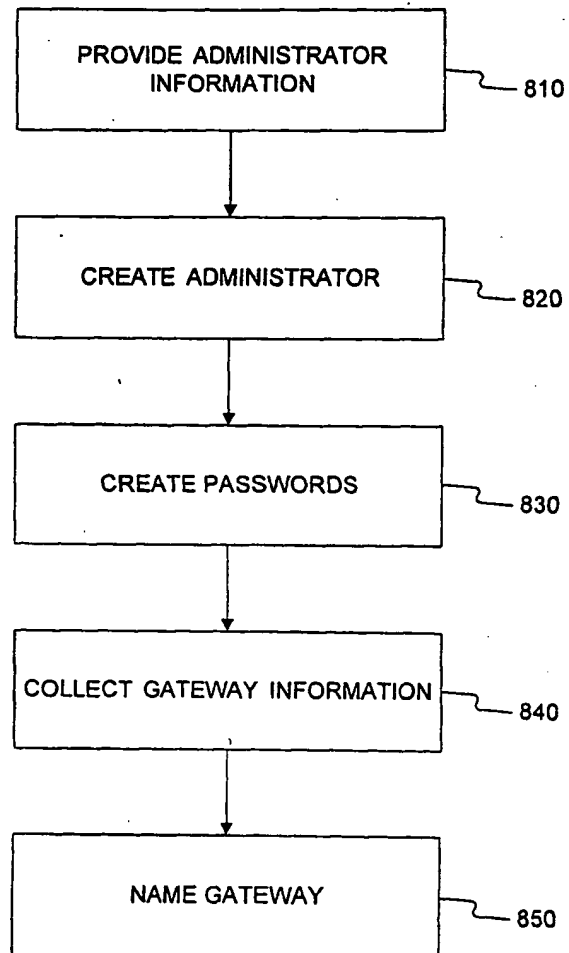 PROVIDE ADMINISTRATOR
INFORMATION
810
CREATE ADMINISTRATOR
820
CREATE PASSWORDS
830
COLLECT GATEWAY INFORMATION
840
NAME GATEWAY
850